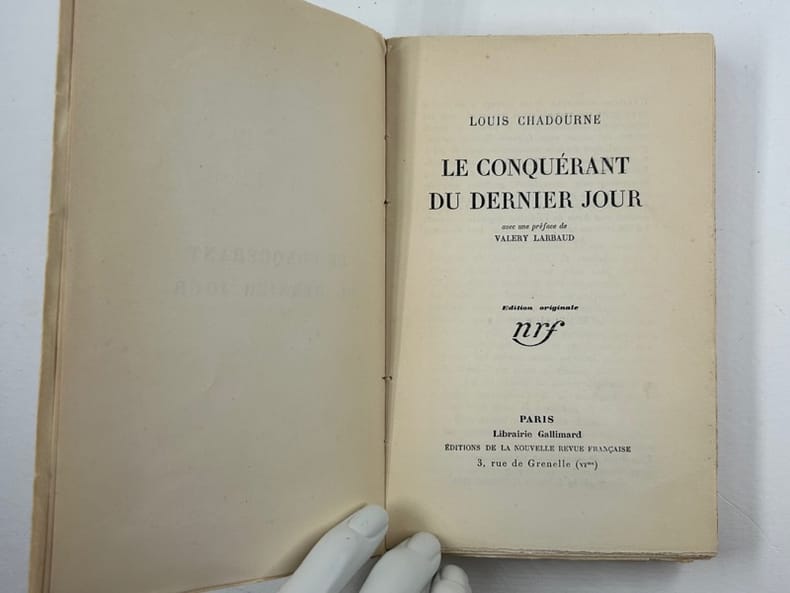 LOUIS CHADOURNE
LE CONQUÉRANT
DU DERNIER JOUR
avec une préface de
VALERY LARBAUD
Edition originale
nrf
PARIS
Librairie Gallimard
ÉDITIONS DE LA NOUVELLE REVUE FRANÇAISE
3, rue de Grenelle (VIme)